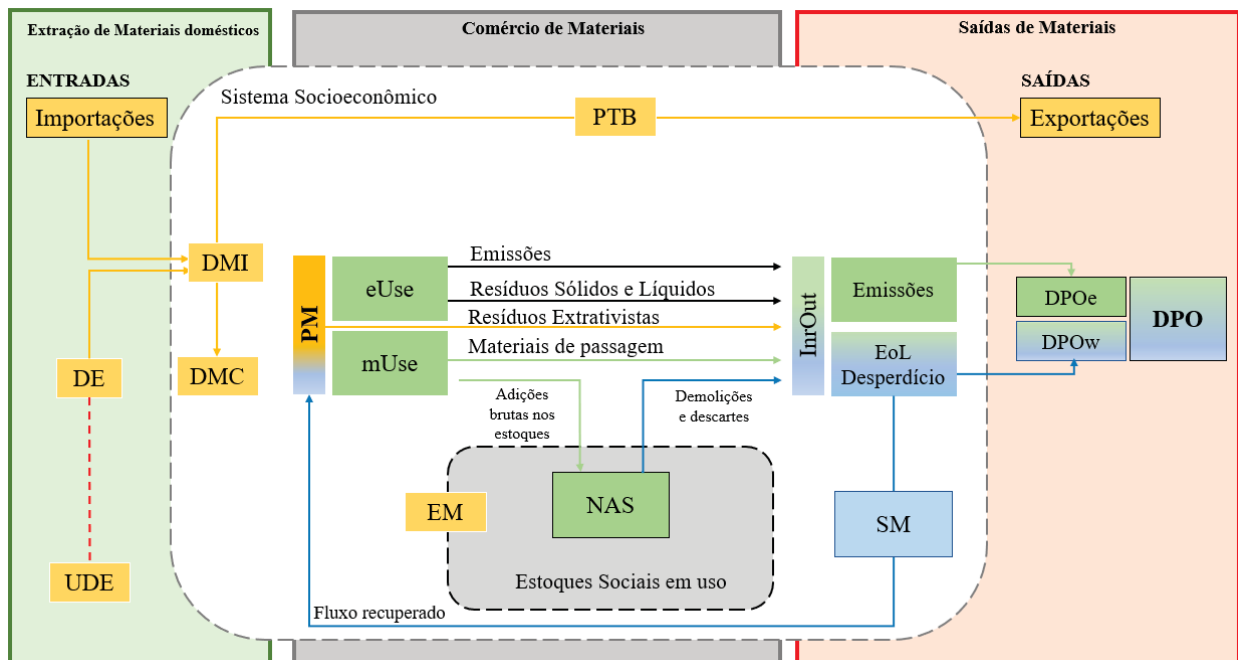 Extração de Materiais domésticos
Comércio de Materiais
Saídas de Materiais
ENTRADAS
Importações
Sistema Socioeconômico
PTB
SAÍDAS
Exportações
DMI
DE
DMC
UDE
PM
eUse
mUse
Emissões
Resíduos Sólidos e Líquidos
Resíduos Extrativistas
Materiais de passagem
Adições
brutas nos
estoques
Demolições
e descartes
InrOut
Emissões
EoL
Desperdício
DPOe
DPOw
DPO
EM
NAS
Estoques Sociais em uso
SM
Fluxo recuperado